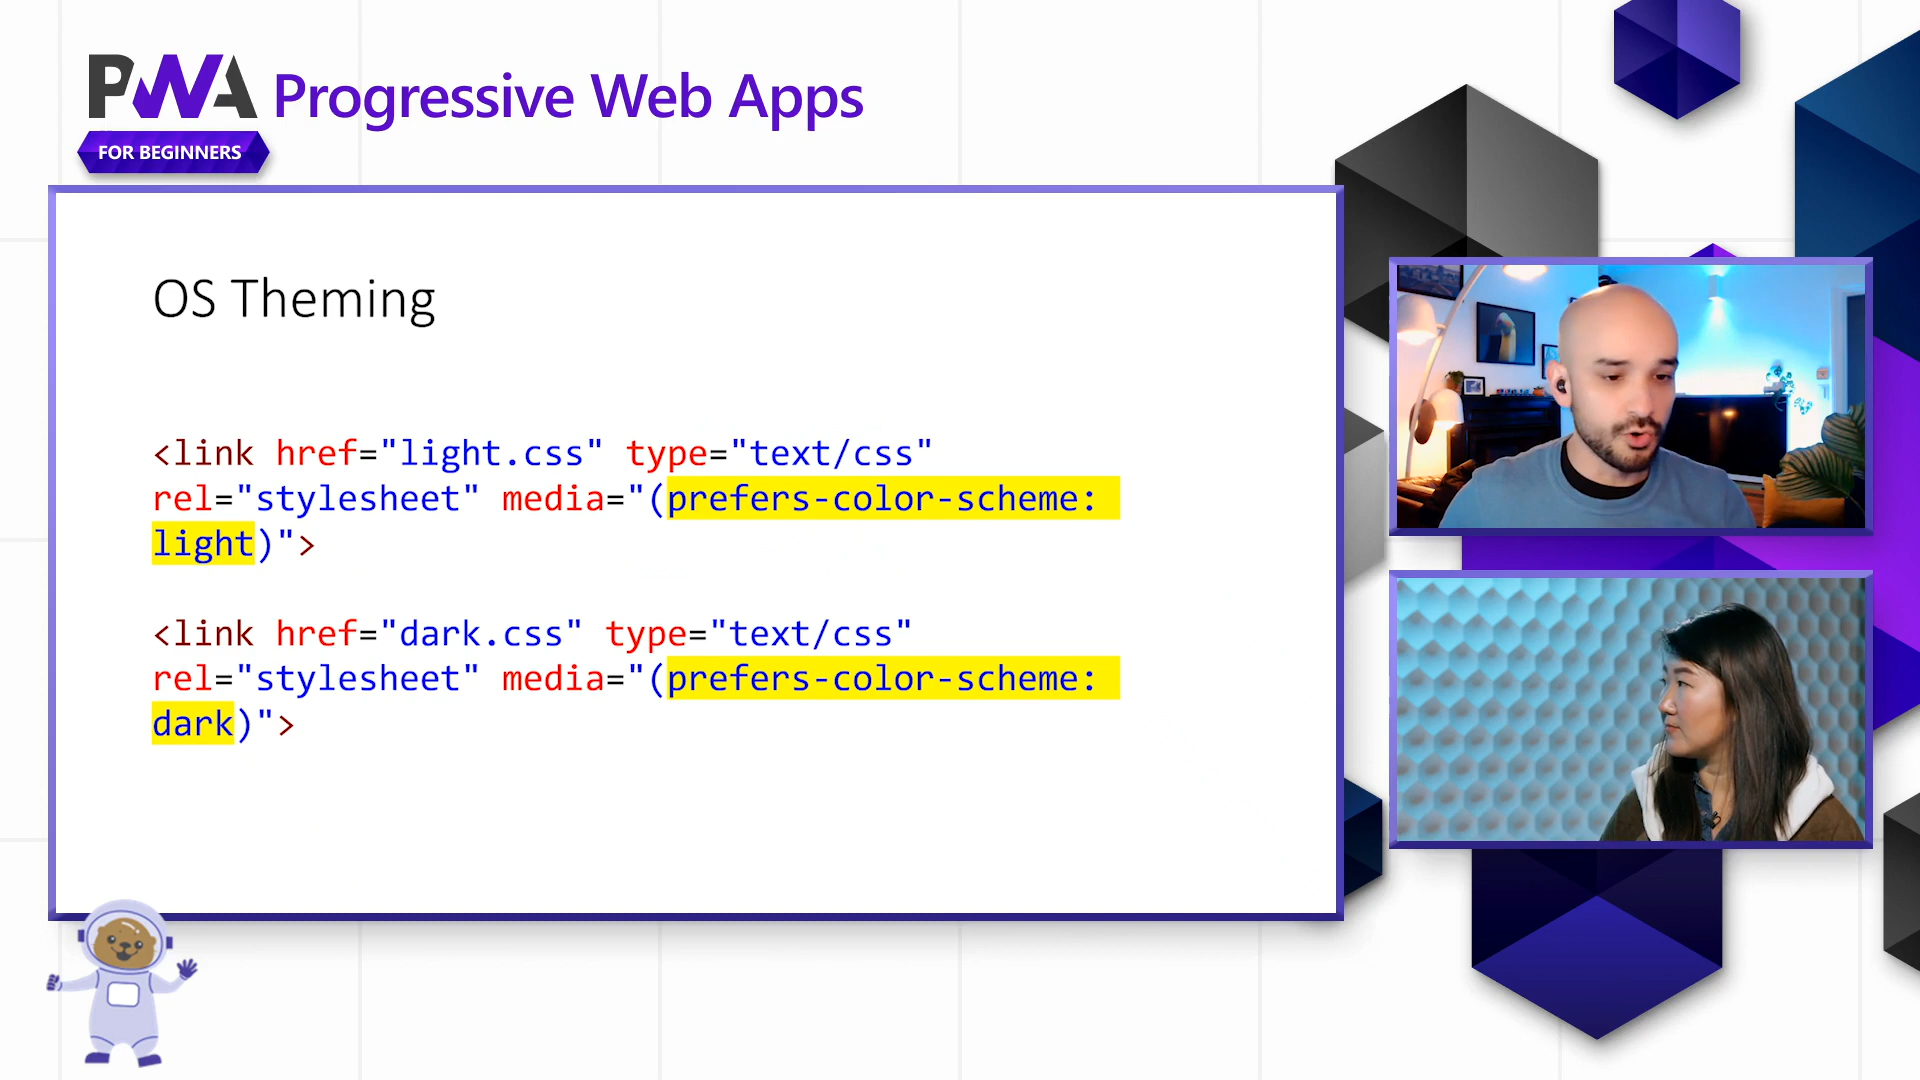 PWA Progressive Web Apps
FOR BEGINNERS
OS Theming
<link href="light.css" type="text/css"
rel="stylesheet" media="(prefers-color-scheme:
light)">
<link href="dark.css" type="text/css"
rel="stylesheet" media="(prefers-color-scheme:
dark)">